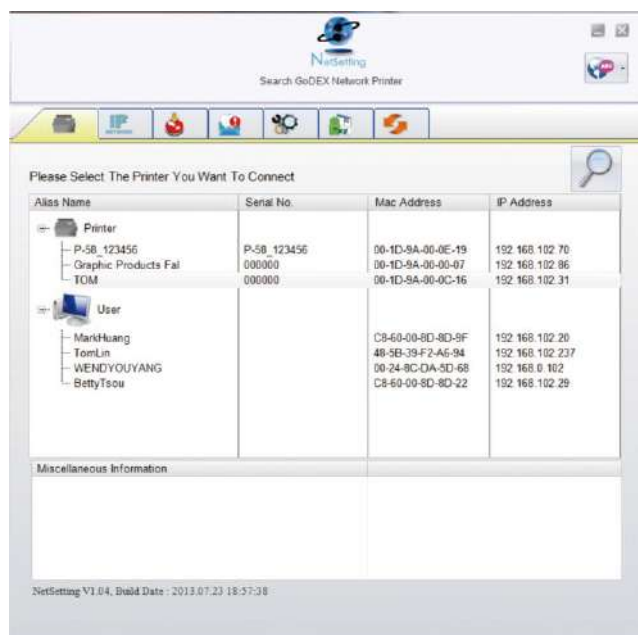 NetSetting
Search GoDEX Network Printer
IP
Please Select The Printer You Want To Connect
Alias Name Serial No. Mac Address IP Address
Printer
P-58_123456 P-58_123456 00-1D-9A-00-0E-19 192.168.102.70
Graphic Products Fal 000000 00-1D-9A-00-00-07 192.168.102.86
TOM 000000 00-1D-9A-00-0C-16 192.168.102.31
User
MarkHuang C8-60-00-8D-8D-9F 192.168.102.20
TomLin 48-5B-39-F2-A6-94 192.168.102.237
WENDYOUYANG 00-24-8C-DA-5D-68 192.168.0.102
BettyTsou C8-60-00-8D-8D-22 192.168.102.29
Miscellaneous Information
NetSetting V1.04, Build Date : 2013.07.23 18:57:38